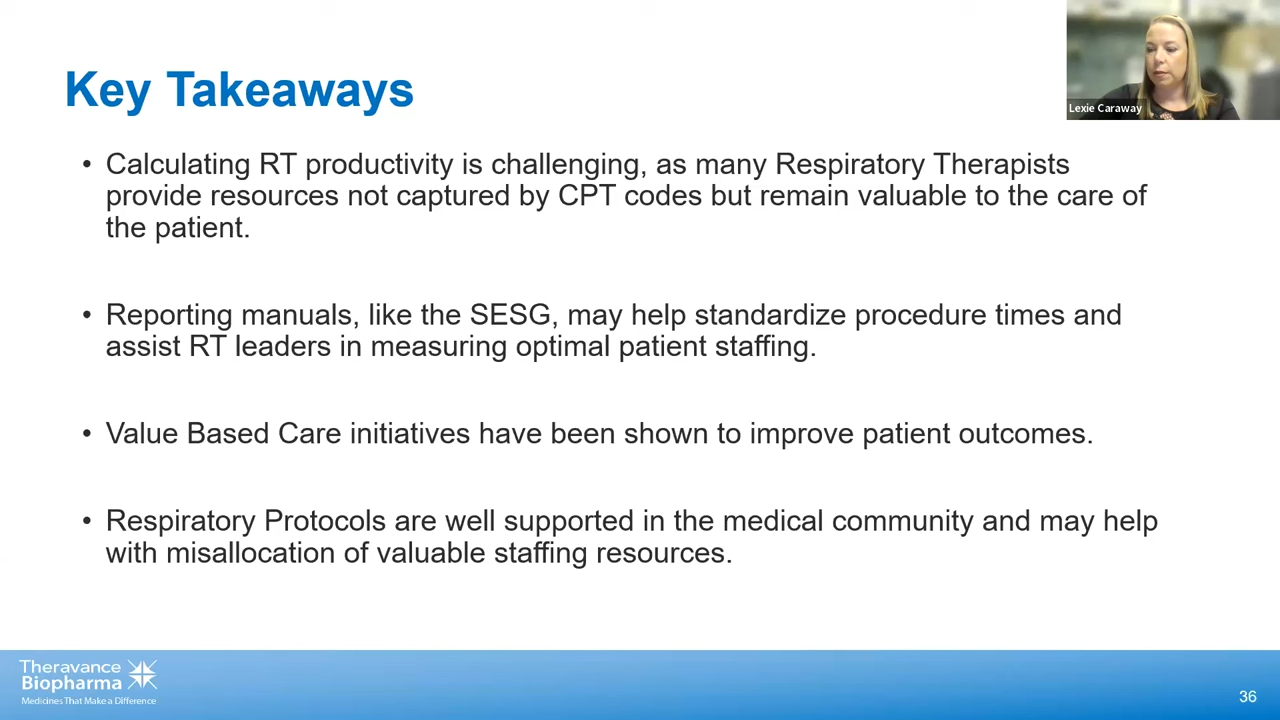 Key Takeaways
Lexie Caraway
• Calculating RT productivity is challenging, as many Respiratory Therapists
provide resources not captured by CPT codes but remain valuable to the care of
the patient.
• Reporting manuals, like the SESG, may help standardize procedure times and
assist RT leaders in measuring optimal patient staffing.
• Value Based Care initiatives have been shown to improve patient outcomes.
• Respiratory Protocols are well supported in the medical community and may help
with misallocation of valuable staffing resources.
Theravance
Biopharma
Medicines That Make a Difference
36